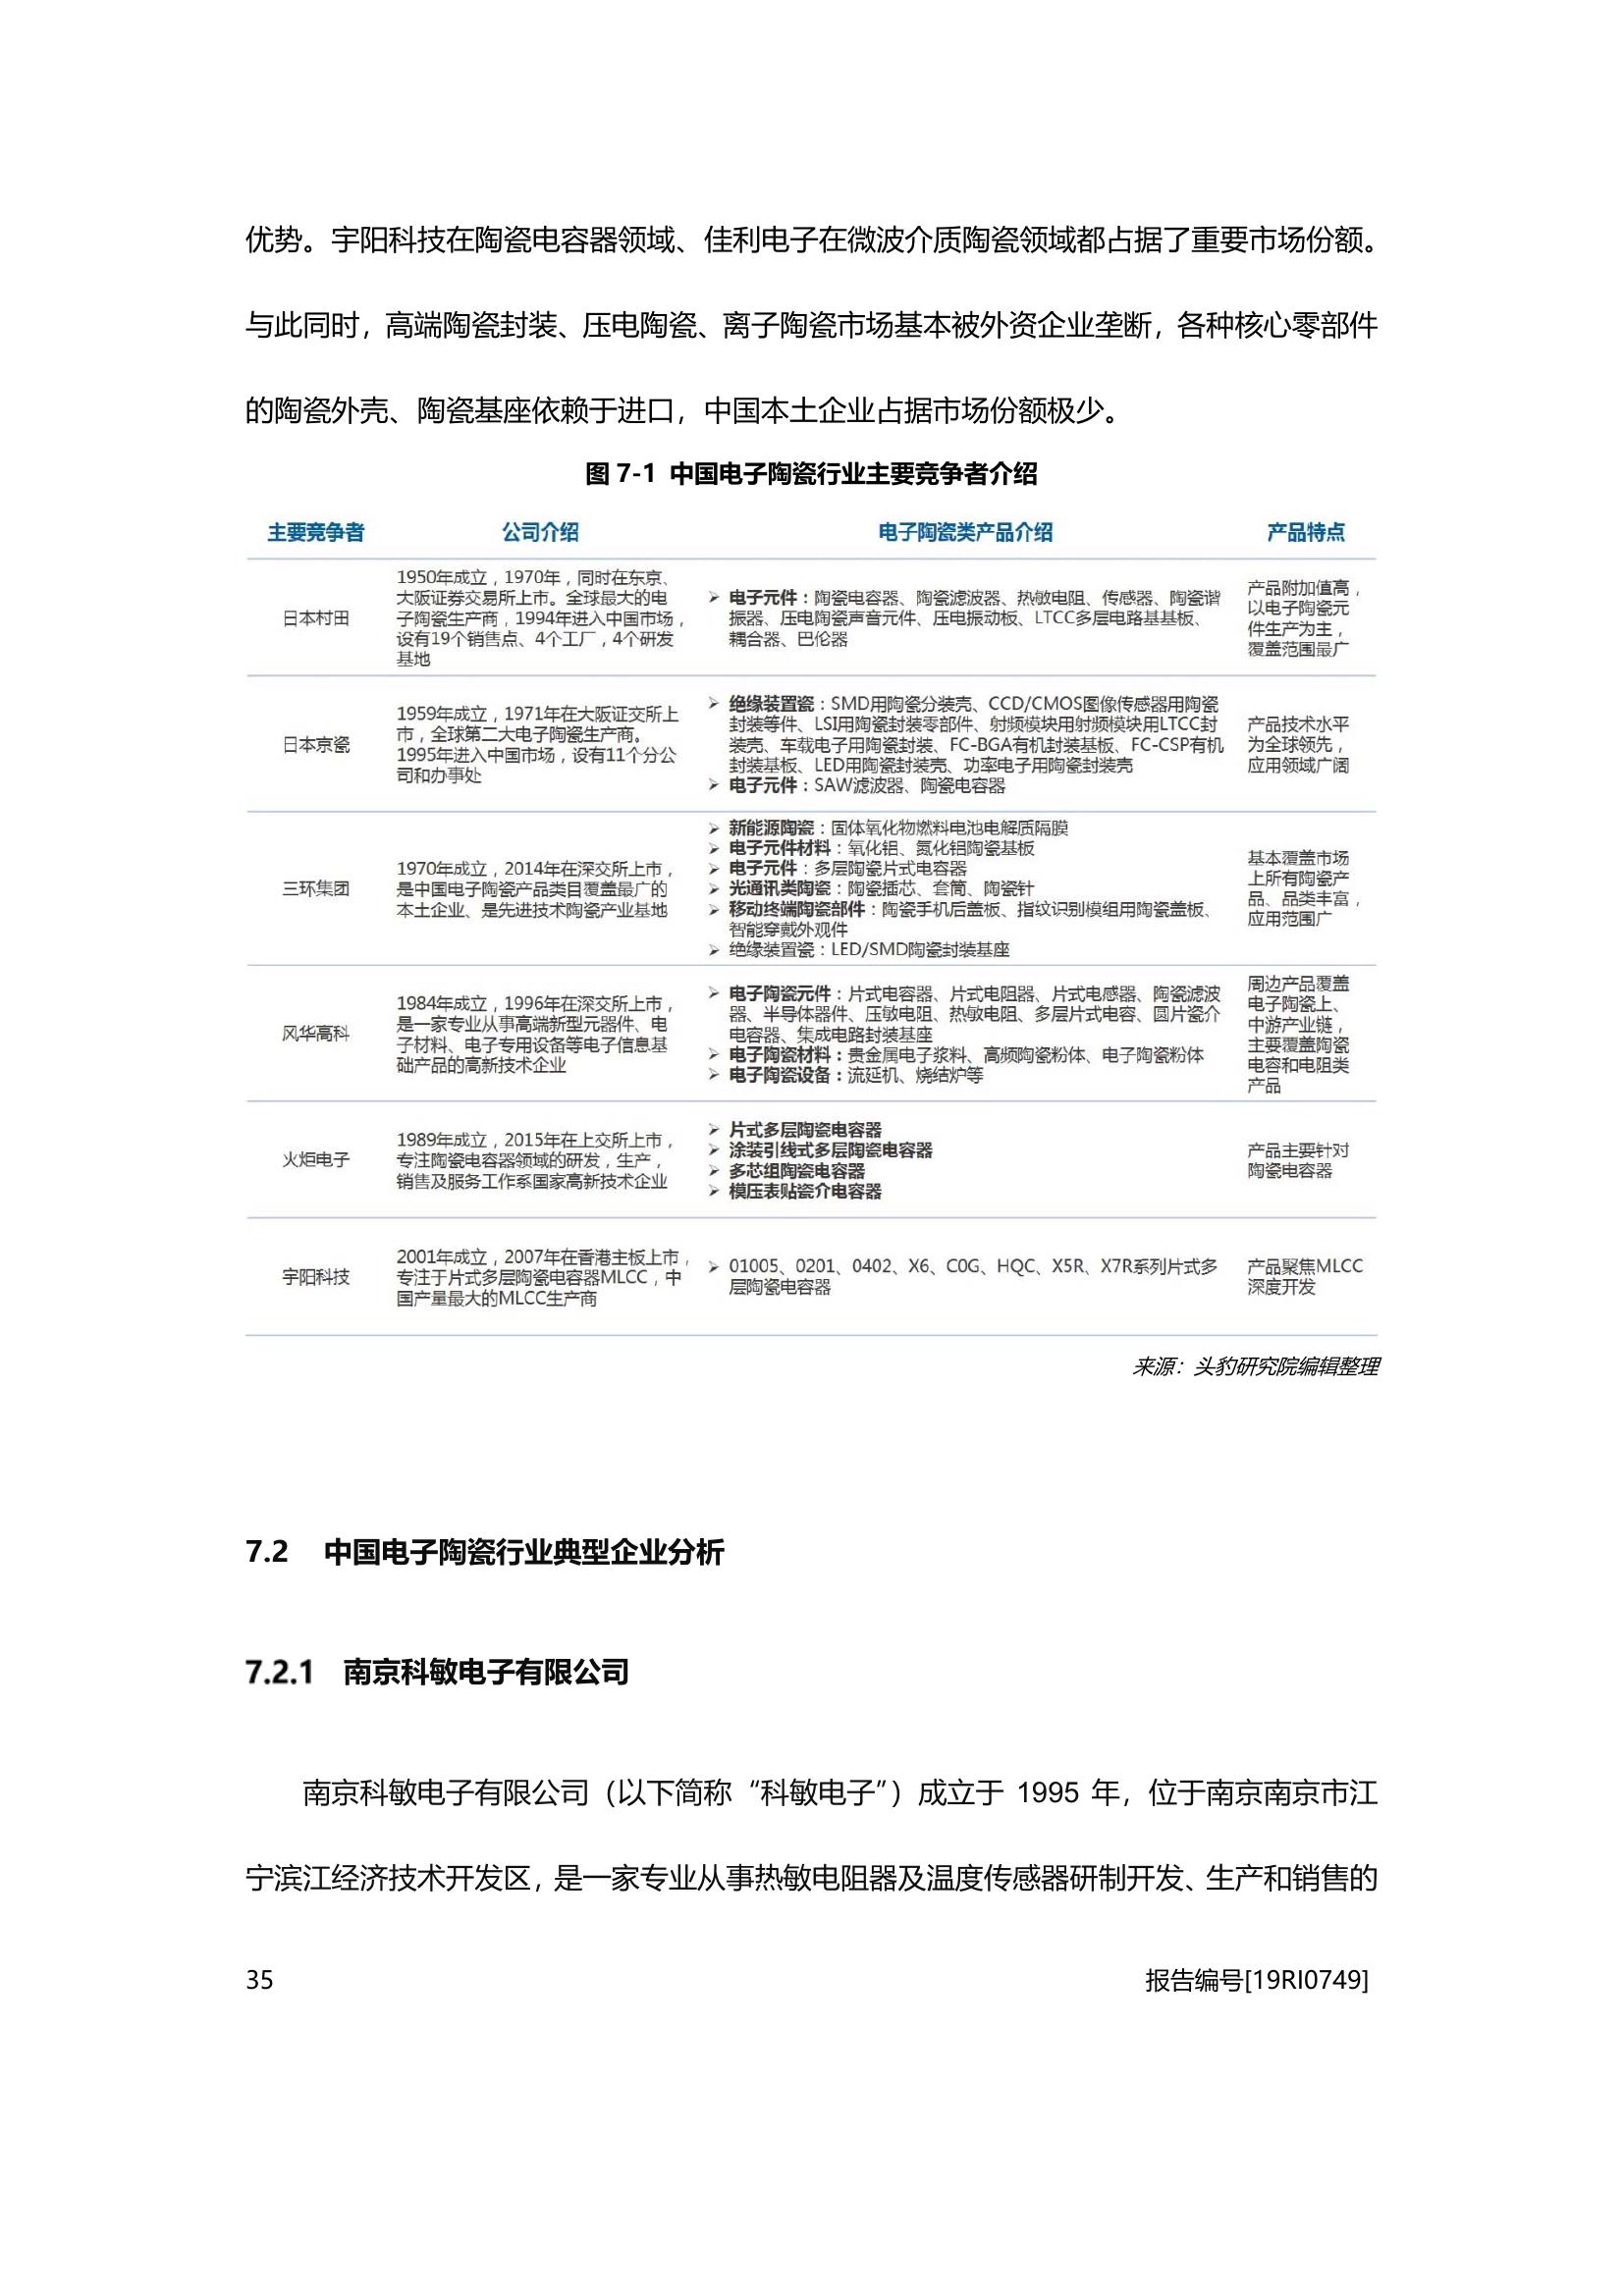 优势。宇阳科技在陶瓷电容器领域、佳利电子在微波介质陶瓷领域都占据了重要市场份额。
与此同时，高端陶瓷封装、压电陶瓷、离子陶瓷市场基本被外资企业垄断，各种核心零部件
的陶瓷外壳、陶瓷基座依赖于进口，中国本土企业占据市场份额极少。
图 7-1 中国电子陶瓷行业主要竞争者介绍
主要竞争者 公司介绍 电子陶瓷类产品介绍 产品特点
日本村田
1950年成立，1970年，同时在东京、
大阪证券交易所上市。全球最大的电
子陶瓷生产商，1994年进入中国市场，
设有19个销售点、4个工厂，4个研发
基地
➢ 电子元件：陶瓷电容器、陶瓷滤波器、热敏电阻、传感器、陶瓷谐
振器、压电陶瓷声音元件、压电振动板、LTCC多层电路基基板、
耦合器、巴伦器
产品附加值高，
以电子陶瓷元
件生产为主，
覆盖范围最广
日本京瓷
1959年成立，1971年在大阪证交所上
市，全球第二大电子陶瓷生产商。
1995年进入中国市场，设有11个分公
司和办事处
➢ 绝缘装置瓷：SMD用陶瓷分装壳、CCD/CMOS图像传感器用陶瓷
封装等件、LSI用陶瓷封装零部件、射频模块用射频模块用LTCC封
装壳、车载电子用陶瓷封装、FC-BGA有机封装基板、FC-CSP有机
封装基板、LED用陶瓷封装壳、功率电子用陶瓷封装壳
➢ 电子元件：SAW滤波器、陶瓷电容器
产品技术水平
为全球领先，
应用领域广阔
三环集团
1970年成立，2014年在深交所上市，
是中国电子陶瓷产品类目覆盖最广的
本土企业、是先进技术陶瓷产业基地
➢ 新能源陶瓷：固体氧化物燃料电池电解质隔膜
➢ 电子元件材料：氧化铝、氮化铝陶瓷基板
➢ 电子元件：多层陶瓷片式电容器
➢ 光通讯类陶瓷：陶瓷插芯、套筒、陶瓷针
➢ 移动终端陶瓷部件：陶瓷手机后盖板、指纹识别模组用陶瓷盖板、
智能穿戴外观件
➢ 绝缘装置瓷：LED/SMD陶瓷封装基座
基本覆盖市场
上所有陶瓷产
品、品类丰富，
应用范围广
风华高科
1984年成立，1996年在深交所上市，
是一家专业从事高端新型元器件、电
子材料、电子专用设备等电子信息基
础产品的高新技术企业
➢ 电子陶瓷元件：片式电容器、片式电阻器、片式电感器、陶瓷滤波
器、半导体器件、压敏电阻、热敏电阻、多层片式电容、圆片瓷介
电容器、集成电路封装基座
➢ 电子陶瓷材料：贵金属电子浆料、高频陶瓷粉体、电子陶瓷粉体
➢ 电子陶瓷设备：流延机、烧结炉等
周边产品覆盖
电子陶瓷上、
中游产业链，
主要覆盖陶瓷
电容和电阻类
产品
火炬电子
1989年成立，2015年在上交所上市，
专注陶瓷电容器领域的研发，生产，
销售及服务工作系国家高新技术企业
➢ 片式多层陶瓷电容器
➢ 涂装引线式多层陶瓷电容器
➢ 多芯组陶瓷电容器
➢ 模压表贴瓷介电容器
产品主要针对
陶瓷电容器
宇阳科技
2001年成立，2007年在香港主板上市，
专注于片式多层陶瓷电容器MLCC，中
国产量最大的MLCC生产商
➢ 01005、0201、0402、X6、C0G、HQC、X5R、X7R系列片式多
层陶瓷电容器
产品聚焦MLCC
深度开发
来源：头豹研究院编辑整理
7.2 中国电子陶瓷行业典型企业分析
7.2.1 南京科敏电子有限公司
南京科敏电子有限公司（以下简称“科敏电子”）成立于 1995 年，位于南京南京市江
宁滨江经济技术开发区，是一家专业从事热敏电阻器及温度传感器研制开发、生产和销售的
35 报告编号[19RI0749]